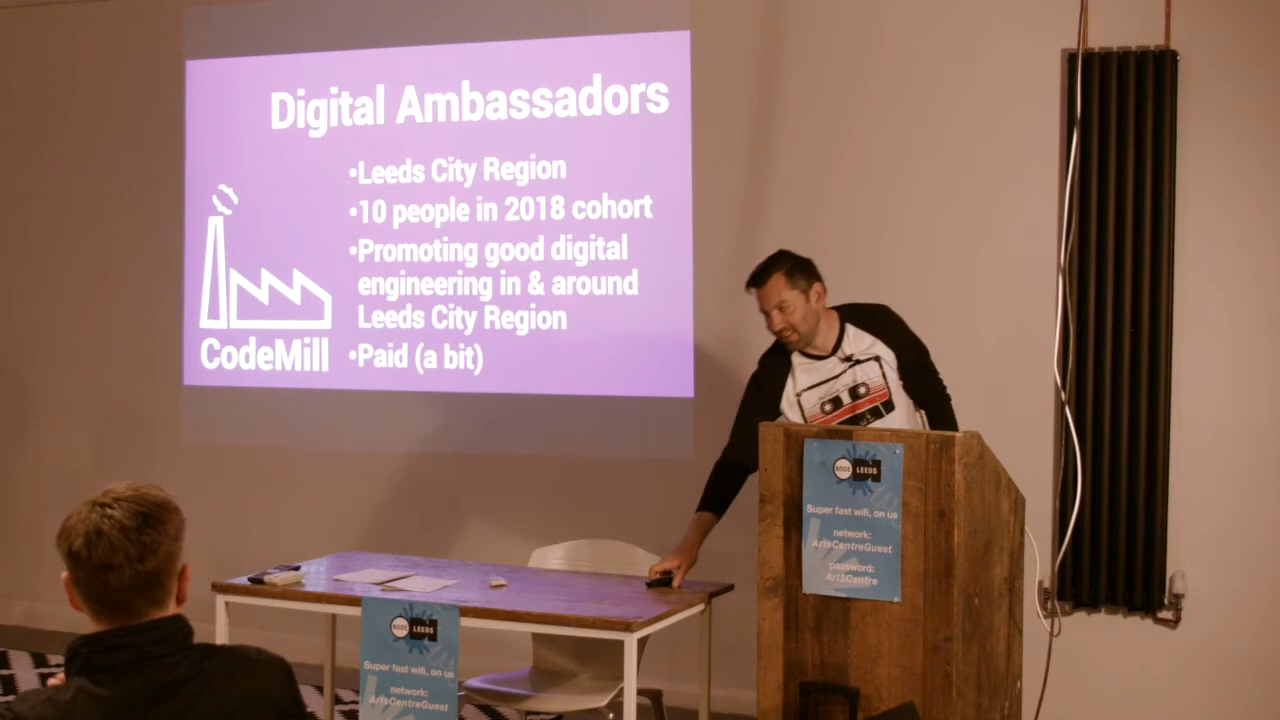 Digital Ambassadors
•Leeds City Region
•10 people in 2018 cohort
•Promoting good digital
engineering in & around
Leeds City Region
•Paid (a bit)
CodeMill
NODE LEEDS
Super fast wifi, on us
network:
ArtsCentreGuest
password:
NODE LEEDS
Super fast wifi, on us
network:
ArtsCentreGuest